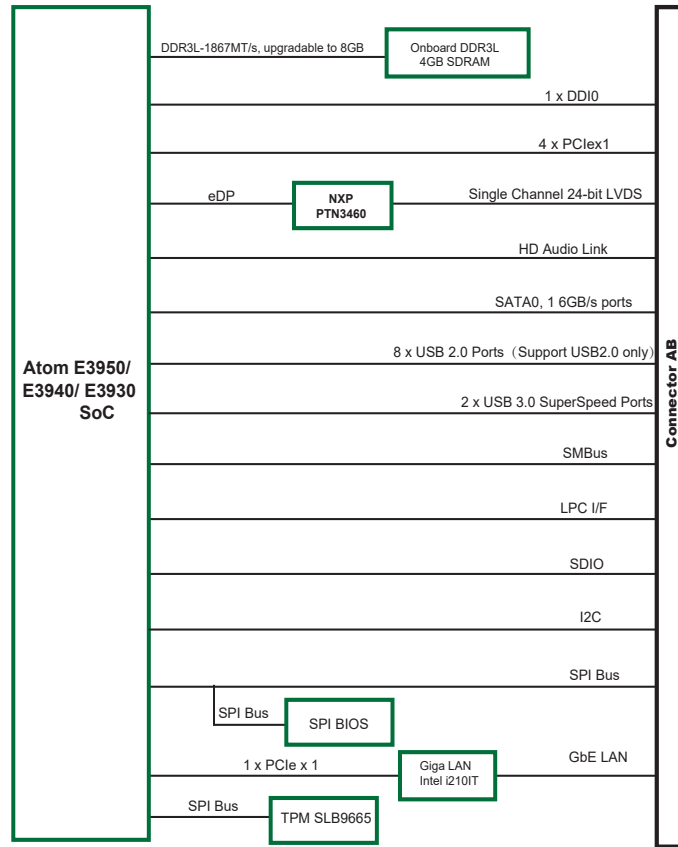 DDR3L-1867MT/s, upgradable to 8GB
Onboard DDR3L
4GB SDRAM
1 x DDI0
4 x PCIex1
eDP
NXP
PTN3460
Single Channel 24-bit LVDS
HD Audio Link
SATA0, 1 6GB/s ports
8 x USB 2.0 Ports（Support USB2.0 only）
Atom E3950/
E3940/ E3930
SoC
Connector AB
2 x USB 3.0 SuperSpeed Ports
SMBus
LPC I/F
SDIO
I2C
SPI Bus
SPI Bus
SPI BIOS
1 x PCIe x 1
Giga LAN
Intel i210IT
GbE LAN
SPI Bus
TPM SLB9665